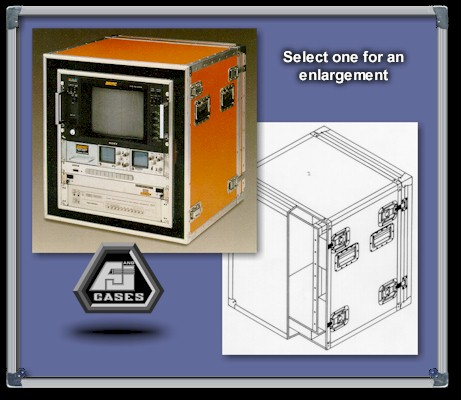 Select one for an
enlargement
AND
A J
CASES